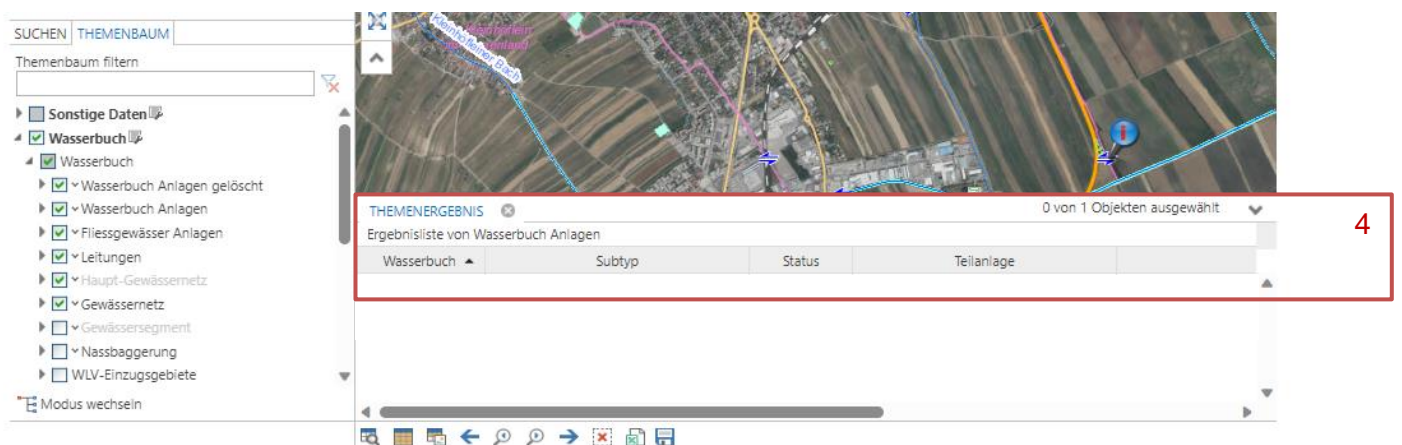 SUCHEN THEMENBAUM
Themenbaum filtern
Sonstige Daten
Wasserbuch
Wasserbuch
Wasserbuch Anlagen gelöscht
Wasserbuch Anlagen
Fliessgewässer Anlagen
Leitungen
Haupt-Gewässernetz
Gewässernetz
Gewässersegment
Nassbaggerung
WLV-Einzugsgebiete
Modus wechseln
Kleinhöfleiner Bach
THEMENERGEBNIS 0 von 1 Objekten ausgewählt
4
Ergebnisliste von Wasserbuch Anlagen
Wasserbuch Subtyp Status Teilanlage